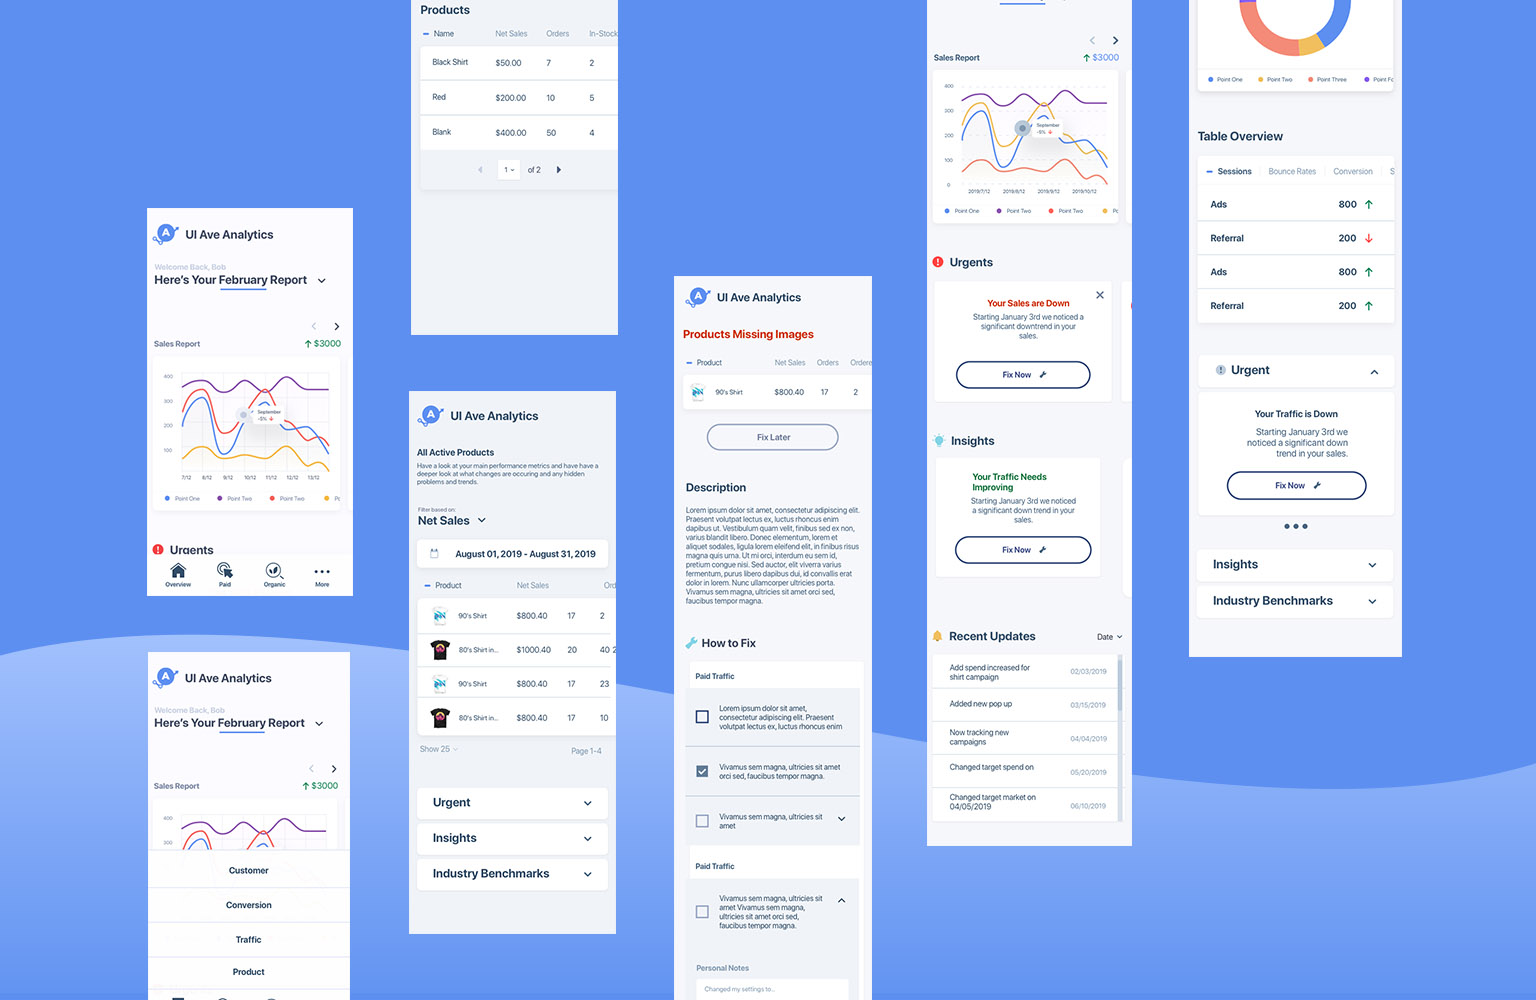 UI Ave Analytics
Welcome Back, Bob
Here's Your February Report
Sales Report
$3000
400
300
200
100
September
-5%
7/12 8/12 9/12 10/12 11/12 12/12 13/12
Point One Point Two Point Two
Urgents
Overview Paid Organic More
UI Ave Analytics
Welcome Back, Bob
Here's Your February Report
Sales Report
$3000
400
300
Customer
Conversion
Traffic
Product
Products
Name Net Sales Orders In-Stock
Black Shirt $50.00 7 2
Red $200.00 10 5
Blank $400.00 50 4
1 of 2
UI Ave Analytics
All Active Products
Have a look at your main performance metrics and have have a
deeper look at what changes are occuring and any hidden
problems and trends.
Filter based on:
Net Sales
August 01, 2019 - August 31, 2019
Product Net Sales Ord
90's Shirt $800.40 17 2
80's Shirt in... $1000.40 20 40 2
90's Shirt $800.40 17 23
80's Shirt in... $800.40 17 10
Show 25 Page 1-4
Urgent
Insights
Industry Benchmarks
UI Ave Analytics
Products Missing Images
Product Net Sales Orders Ordere
90's Shirt $800.40 17 2
Fix Later
Description
Lorem ipsum dolor sit amet, consectetur adipiscing elit.
Praesent volutpat lectus ex, luctus rhoncus enim
dapibus ut. Vestibulum quam velit, finibus sed ex non,
varius blandit libero. Donec elementum, lorem et
aliquet sodales, ligula lorem eleifend elit, in finibus risus
magna quis urna. Ut mi orci, interdum eu sem id,
pretium congue nisi. Sed auctor, elit viverra varius
fermentum, purus libero dapibus dui, id convallis erat
dolor in lorem. Nunc ullamcorper ultricies porta.
Vivamus sem magna, ultricies sit amet orci sed,
faucibus tempor magna.
How to Fix
Paid Traffic
Lorem ipsum dolor sit amet,
consectetur adipiscing elit. Praesent
volutpat lectus ex, luctus rhoncus enim
Vivamus sem magna, ultricies sit amet
orci sed, faucibus tempor magna.
Vivamus sem magna, ultricies sit
amet
Paid Traffic
Vivamus sem magna, ultricies sit
amet Vivamus sem magna,
ultricies sit amet orci sed,
faucibus tempor magna.
Personal Notes
Changed my settings to...
Sales Report
$3000
400
300
200
100
0
September
-5%
2019/7/12 2019/8/12 2019/9/12 2019/10/12
Point One Point Two Point Two Pc
Urgents
Your Sales are Down
Starting January 3rd we noticed a
significant downtrend in your
sales.
Fix Now
Insights
Your Traffic Needs
Improving
Starting January 3rd we noticed
a significant down trend in your
sales.
Fix Now
Recent Updates Date
Add spend increased for
shirt campaign
02/03/2019
Added new pop up 03/15/2019
Now tracking new
campaigns
04/04/2019
Changed target spend on
05/20/2019
Changed target market on
04/05/2019
06/10/2019
Point One Point Two Point Three Point Fc
Table Overview
Sessions Bounce Rates Conversion S
Ads 800
Referral 200
Ads 800
Referral 200
Urgent
Your Traffic is Down
Starting January 3rd we
noticed a significant down
trend in your sales.
Fix Now
Insights
Industry Benchmarks